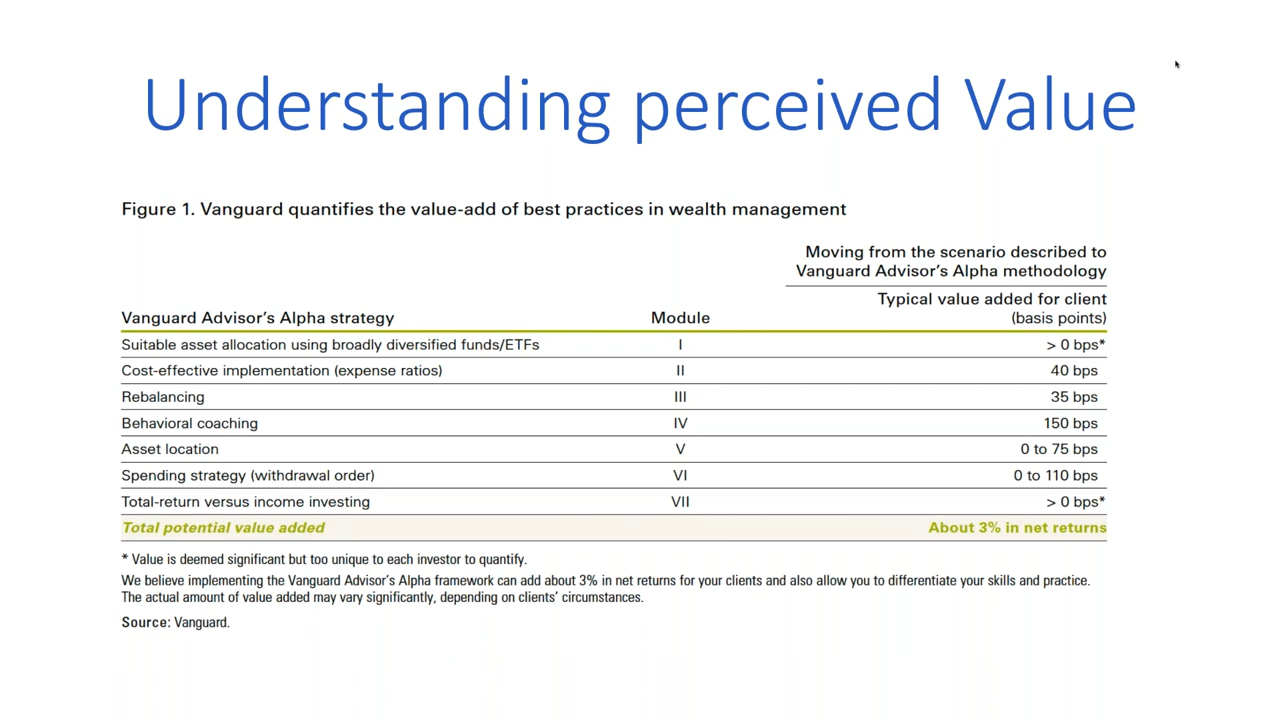 Understanding perceived Value
Figure 1. Vanguard quantifies the value-add of best practices in wealth management
Moving from the scenario described to
Vanguard Advisor’s Alpha methodology
Typical value added for client
Vanguard Advisor’s Alpha strategy Module (basis points)
Suitable asset allocation using broadly diversified funds/ETFs I > 0 bps*
Cost-effective implementation (expense ratios) II 40 bps
Rebalancing III 35 bps
Behavioral coaching IV 150 bps
Asset location V 0 to 75 bps
Spending strategy (withdrawal order) VI 0 to 110 bps
Total-return versus income investing VII > 0 bps*
Total potential value added About 3% in net returns
* Value is deemed significant but too unique to each investor to quantify.
We believe implementing the Vanguard Advisor’s Alpha framework can add about 3% in net returns for your clients and also allow you to differentiate your skills and practice.
The actual amount of value added may vary significantly, depending on clients’ circumstances.
Source: Vanguard.